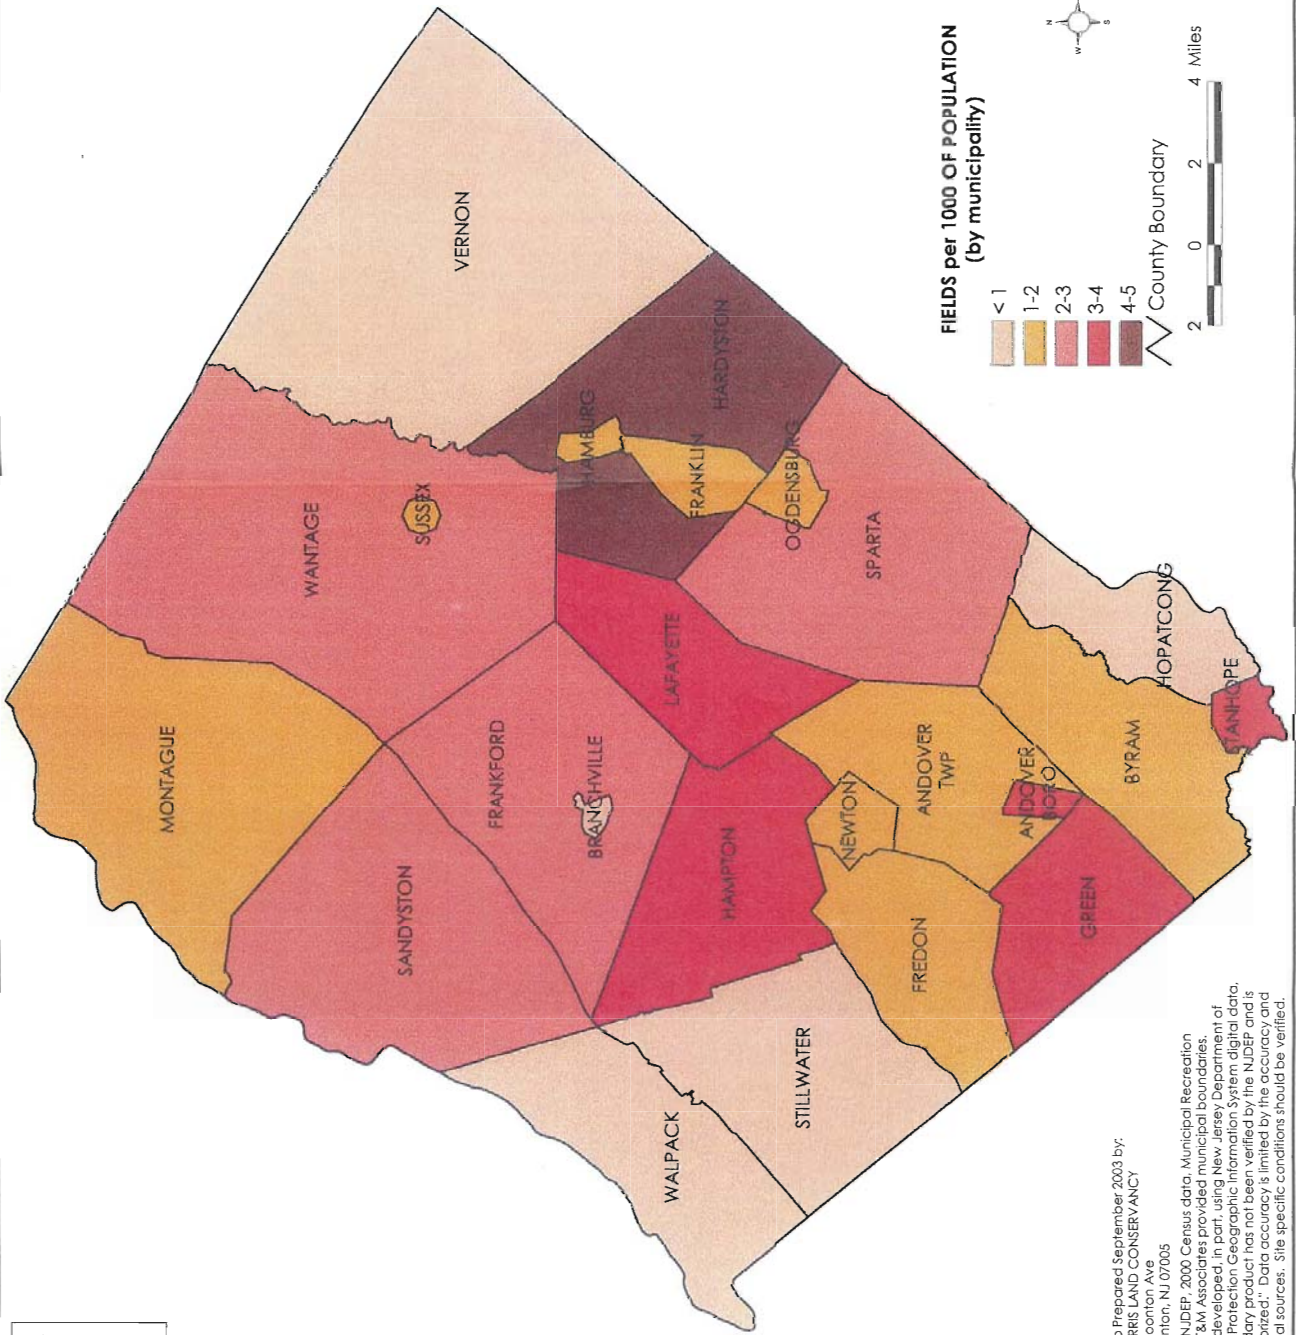 MONTAGUE
WANTAGE
SANDYSTON
SUSSEX
VERNON
FRANKFORD
BRANCHVILLE
HAMBURG
WALPACK
LAFAYETTE
FRANKLIN
HARDYSTON
HAMPTON
STILLWATER
OGDENSBURG
NEWTON
SPARTA
FREDON
ANDOVER
TWP
ANDOVER
BORO
GREEN
BYRAM
HOPATCONG
STANHOPE
FIELDS per 1000 OF POPULATION
(by municipality)
< 1
1-2
2-3
3-4
4-5
County Boundary
2 0 2 4 Miles
N
W
S
Prepared September 2003 by:
RRIS LAND CONSERVANCY
oonton Ave
nton, NJ 07005
NJDEP, 2000 Census data, Municipal Recreation
&M Associates provided municipal boundaries.
developed, in part, using New Jersey Department of
Protection Geographic Information System digital data,
lary product has not been verified by the NJDEP and is
rized." Data accuracy is limited by the accuracy and
al sources. Site specific conditions should be verified.